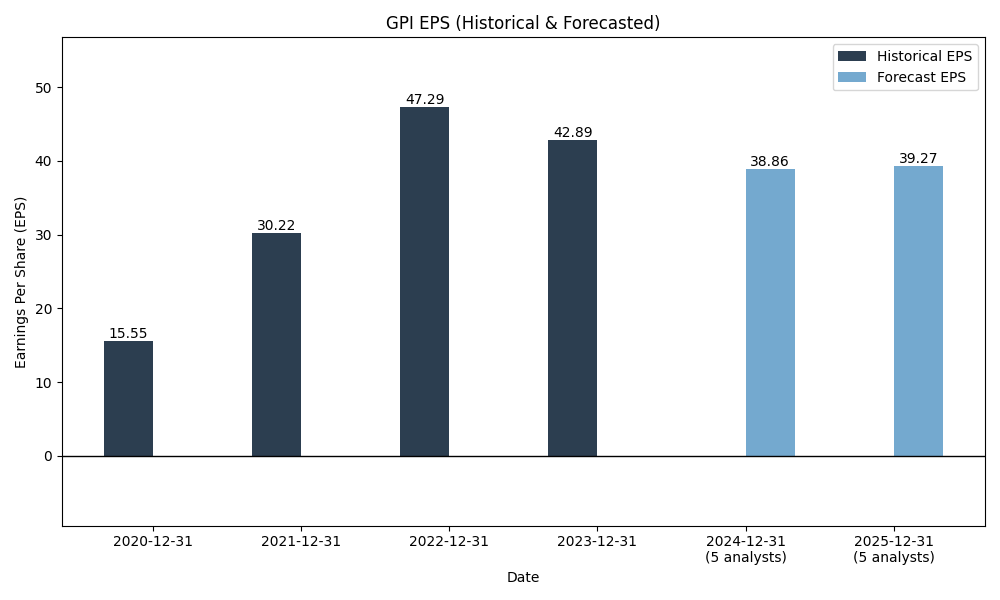 GPI EPS (Historical & Forecasted)
Historical EPS
Forecast EPS
Earnings Per Share (EPS)
50
40
30
20
10
0
15.55
30.22
47.29
42.89
38.86
39.27
2020-12-31
2021-12-31
2022-12-31
2023-12-31
2024-12-31
(5 analysts)
2025-12-31
(5 analysts)
Date